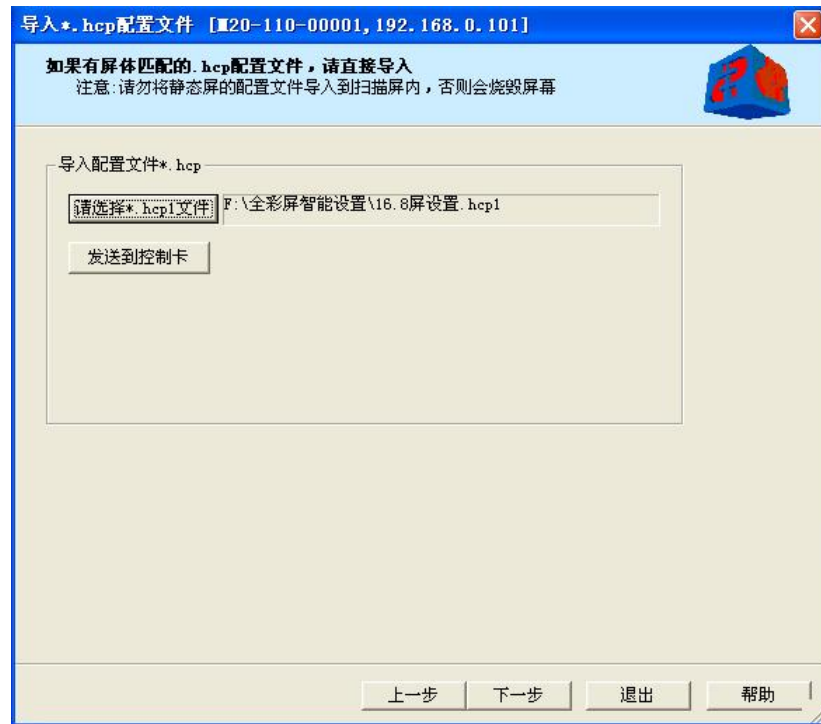 导入*.hcp配置文件 [M20-110-00001,192.168.0.101]
如果有屏体匹配的.hcp配置文件，请直接导入
注意:请勿将静态屏的配置文件导入到扫描屏内，否则会烧毁屏幕
导入配置文件*.hcp
请选择*.hcp1文件 F:\全彩屏智能设置\16.8屏设置.hcp1
发送到控制卡
上一步 下一步 退出 帮助